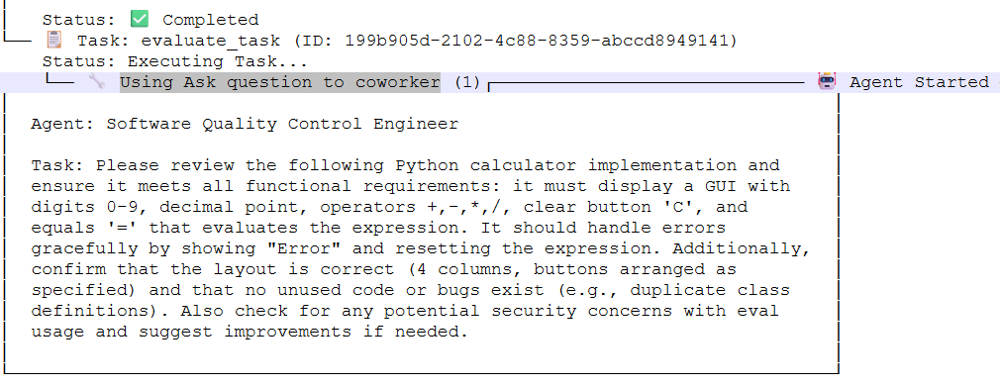 Status: ✅ Completed
📋 Task: evaluate_task (ID: 199b905d-2102-4c88-8359-abccd8949141)
Status: Executing Task...
🔧 Using Ask question to coworker (1) 🤖 Agent Started
Agent: Software Quality Control Engineer
Task: Please review the following Python calculator implementation and
ensure it meets all functional requirements: it must display a GUI with
digits 0-9, decimal point, operators +,-,*,/, clear button 'C', and
equals '=' that evaluates the expression. It should handle errors
gracefully by showing "Error" and resetting the expression. Additionally,
confirm that the layout is correct (4 columns, buttons arranged as
specified) and that no unused code or bugs exist (e.g., duplicate class
definitions). Also check for any potential security concerns with eval
usage and suggest improvements if needed.